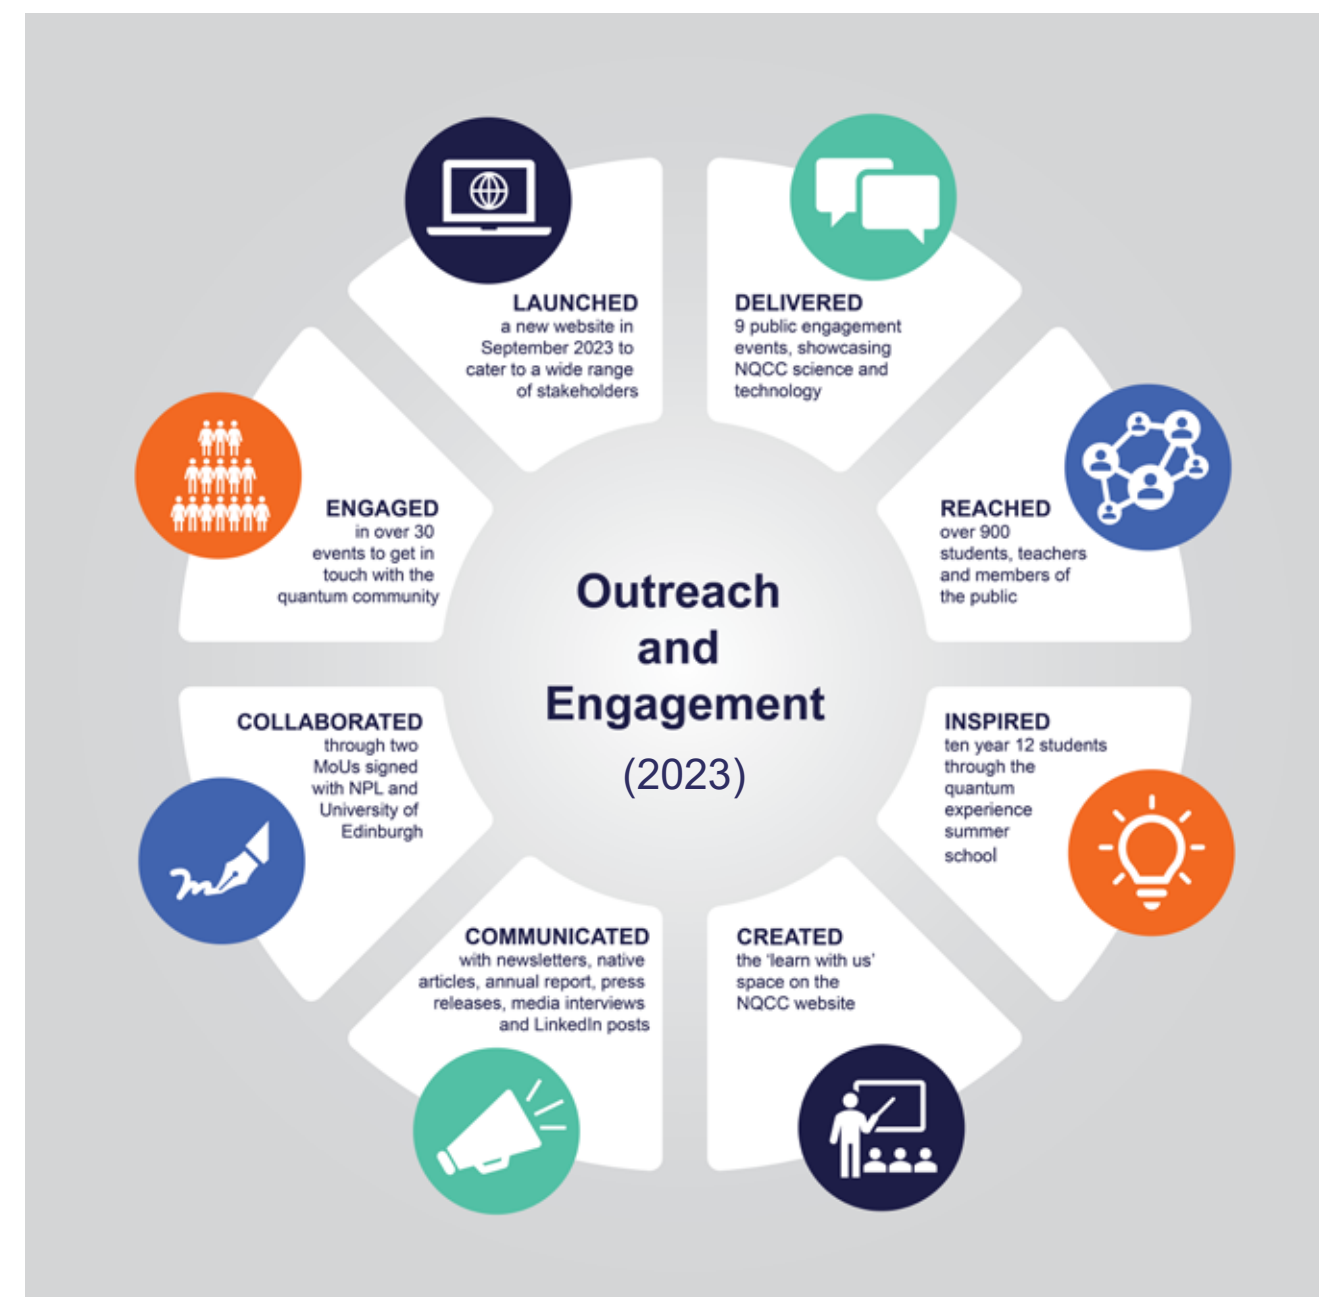 LAUNCHED
a new website in
September 2023 to
cater to a wide range
of stakeholders
DELIVERED
9 public engagement
events, showcasing
NQCC science and
technology
ENGAGED
in over 30
events to get in
touch with the
quantum community
REACHED
over 900
students, teachers
and members of
the public
Outreach
and
Engagement
(2023)
COLLABORATED
through two
MoUs signed
with NPL and
University of
Edinburgh
INSPIRED
ten year 12 students
through the
quantum
experience
summer
school
COMMUNICATED
with newsletters, native
articles, annual report, press
releases, media interviews
and LinkedIn posts
CREATED
the ‘learn with us’
space on the
NQCC website